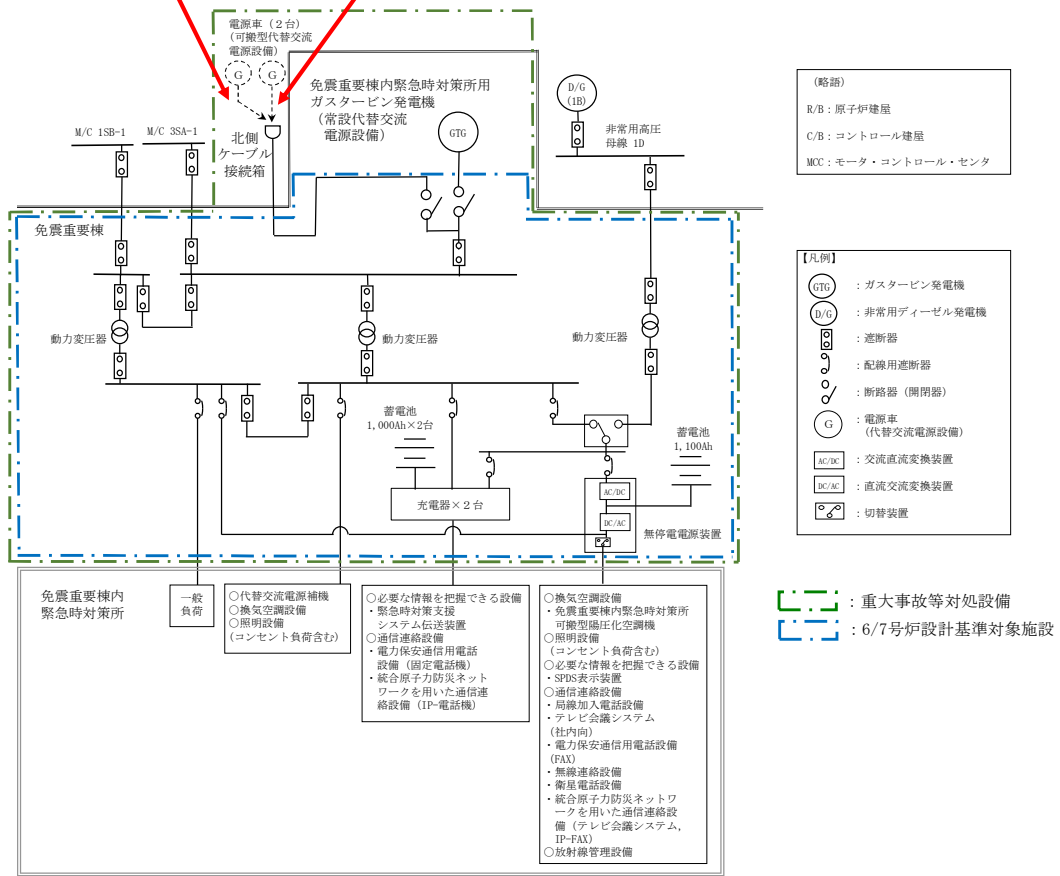 電源車（2台）
(可搬型代替交流
電源設備)
G
G
免震重要棟内緊急時対策所用
ガスタービン発電機
（常設代替交流
電源設備）
GTG
D/G
(1B)
非常用高圧
母線 1D
M/C 1SB-1
M/C 3SA-1
北側
ケーブル
接続箱
免震重要棟
動力変圧器
動力変圧器
動力変圧器
蓄電池
1,000Ah×2台
蓄電池
1,100Ah
充電器×２台
AC/DC
DC/AC
無停電電源装置
免震重要棟内
緊急時対策所
一般
負荷
○代替交流電源補機
○換気空調設備
○照明設備
(コンセント負荷含む)
○必要な情報を把握できる設備
・緊急時対策支援
システム伝送装置
○通信連絡設備
・電力保安通信用電話
設備（固定電話機）
・統合原子力防災ネット
ワークを用いた通信連
絡設備（IP-電話機）
○換気空調設備
・免震重要棟内緊急時対策所
可搬型陽圧化空調機
○照明設備
(コンセント負荷含む)
○必要な情報を把握できる設備
・SPDS表示装置
○通信連絡設備
・局線加入電話設備
・テレビ会議システム
(社内向)
・電力保安通信用電話設備
(FAX)
・無線連絡設備
・衛星電話設備
・統合原子力防災ネットワ
ークを用いた通信連絡設
備（テレビ会議システム,
IP-FAX）
○放射線管理設備
(略語)
R/B：原子炉建屋
C/B：コントロール建屋
MCC：モータ・コントロール・センタ
【凡例】
GTG ：ガスタービン発電機
D/G ：非常用ディーゼル発電機
：遮断器
：配線用遮断器
：断路器（開閉器）
G ：電源車
(代替交流電源設備)
AC/DC ：交流直流変換装置
DC/AC ：直流交流変換装置
：切替装置
：重大事故等対処設備
：6/7号炉設計基準対象施設